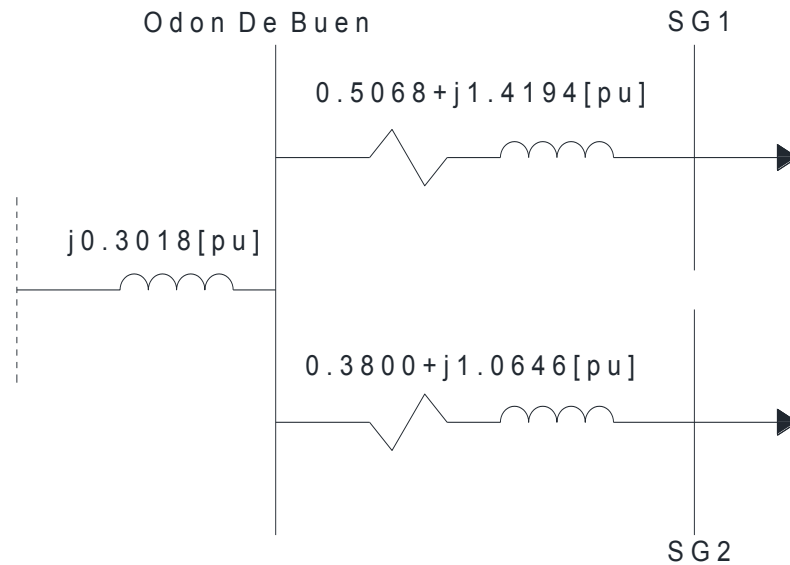 Odon De Buen
SG1
0.5068+j1.4194[pu]
j0.3018[pu]
0.3800+j1.0646[pu]
SG2